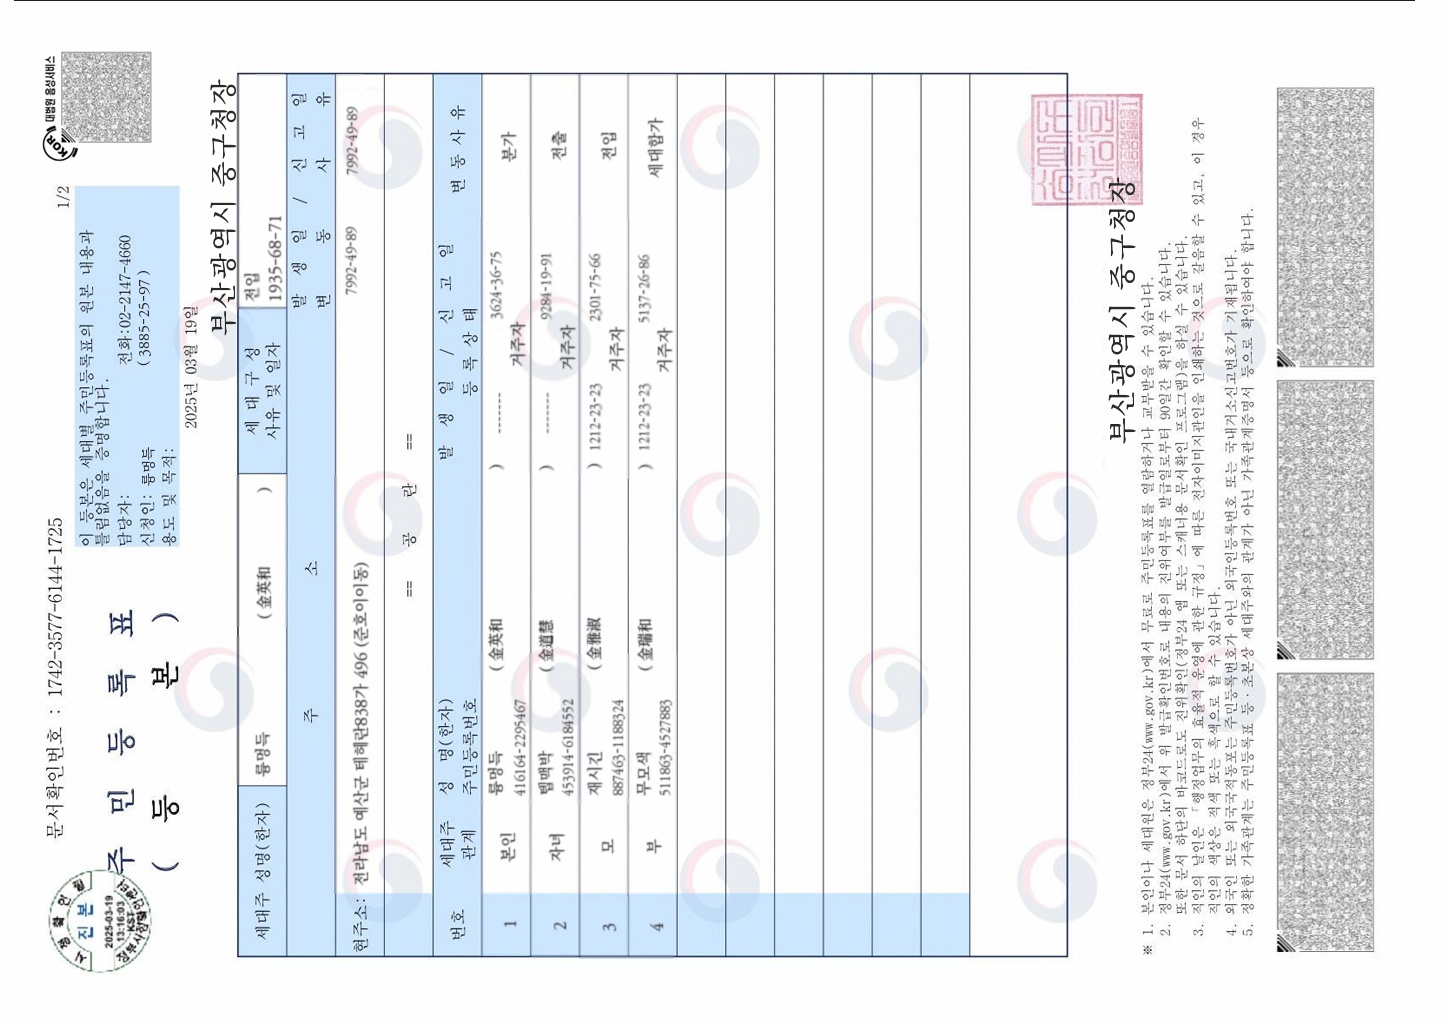 문서확인번호 : 1742-3577-6144-1725
1/2
대법원 음성서비스
KOR
주 민 등 록 표
( 등 본 )
이 등본은 세대별 주민등록표의 원본 내용과
틀림없음을 증명합니다.
담당자: 전화:02-2147-4660
신청인: 룡명득 (3885-25-97)
용도 및 목적:
2025년 03월 19일
시 정 확 인 필
진 본
2025-03-19
13:16:03
KST
부산광역시 중구청장
세대주 성명(한자) 룡명득 (金英和 ) 세 대 구 성 사유 및 일자 전입 1935-68-71
주 소 발 생 일 / 신 고 일
변 동 사 유
현주소: 전라남도 예산군 테헤란838가 496 (준호이이동) 7992-49-89 7992-49-89
== 공 란 ==
번호 세대주 관계 성 명(한자) 주민등록번호 발 생 일 / 신 고 일 등 록 상 태 변 동 사 유
1 본인 룡명득 (金英和 ) ------- 3624-36-75 분가
416164-2295467 거주자
2 자녀 텝맥박 (金道慧 ) ------- 9284-19-91 전출
453914-6184552 거주자
3 모 재시긴 (金雅淑 ) 1212-23-23 2301-75-66 전입
887463-1188324 거주자
4 부 무모색 (金瑞和 ) 1212-23-23 5137-26-86 세대합가
511863-4527883 거주자
부산광역시 중구청장
※ 1. 본인이나 세대원은 정부24(www.gov.kr)에서 무료로 주민등록표를 열람하거나 교부받을 수 있습니다.
2. 정부24(www.gov.kr)에서 위 발급확인번호로 내용의 진위여부를 발급일로부터 90일간 확인할 수 있습니다.
또한 문서 하단의 바코드로도 진위확인(정부24 앱 또는 스캐너용 문서확인 프로그램)을 하실 수 있습니다.
3. 직인의 날인은 「행정업무의 효율적 운영에 관한 규정」에 따른 전자이미지관인을 인쇄하는 것으로 갈음할 수 있고, 이 경우
직인의 색상은 적색 또는 흑색으로 할 수 있습니다.
4. 외국인 또는 외국국적동포는 주민등록번호가 아닌 외국인등록번호 또는 국내거소신고번호가 기재됩니다.
5. 정확한 가족관계는 주민등록표 등·초본상 세대주와의 관계가 아닌 가족관계증명서 등으로 확인하여야 합니다.